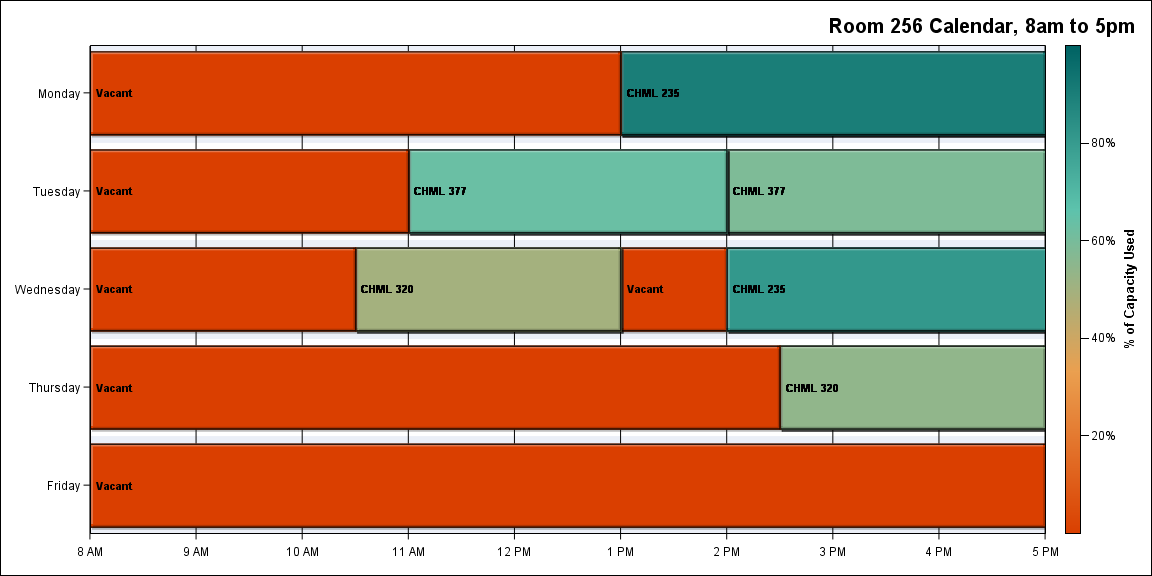 Room 256 Calendar, 8am to 5pm
Monday
Vacant
CHML 235
Tuesday
Vacant
CHML 377
CHML 377
Wednesday
Vacant
CHML 320
Vacant
CHML 235
Thursday
Vacant
CHML 320
Friday
Vacant
8 AM
9 AM
10 AM
11 AM
12 PM
1 PM
2 PM
3 PM
4 PM
5 PM
80%
60%
40%
20%
% of Capacity Used